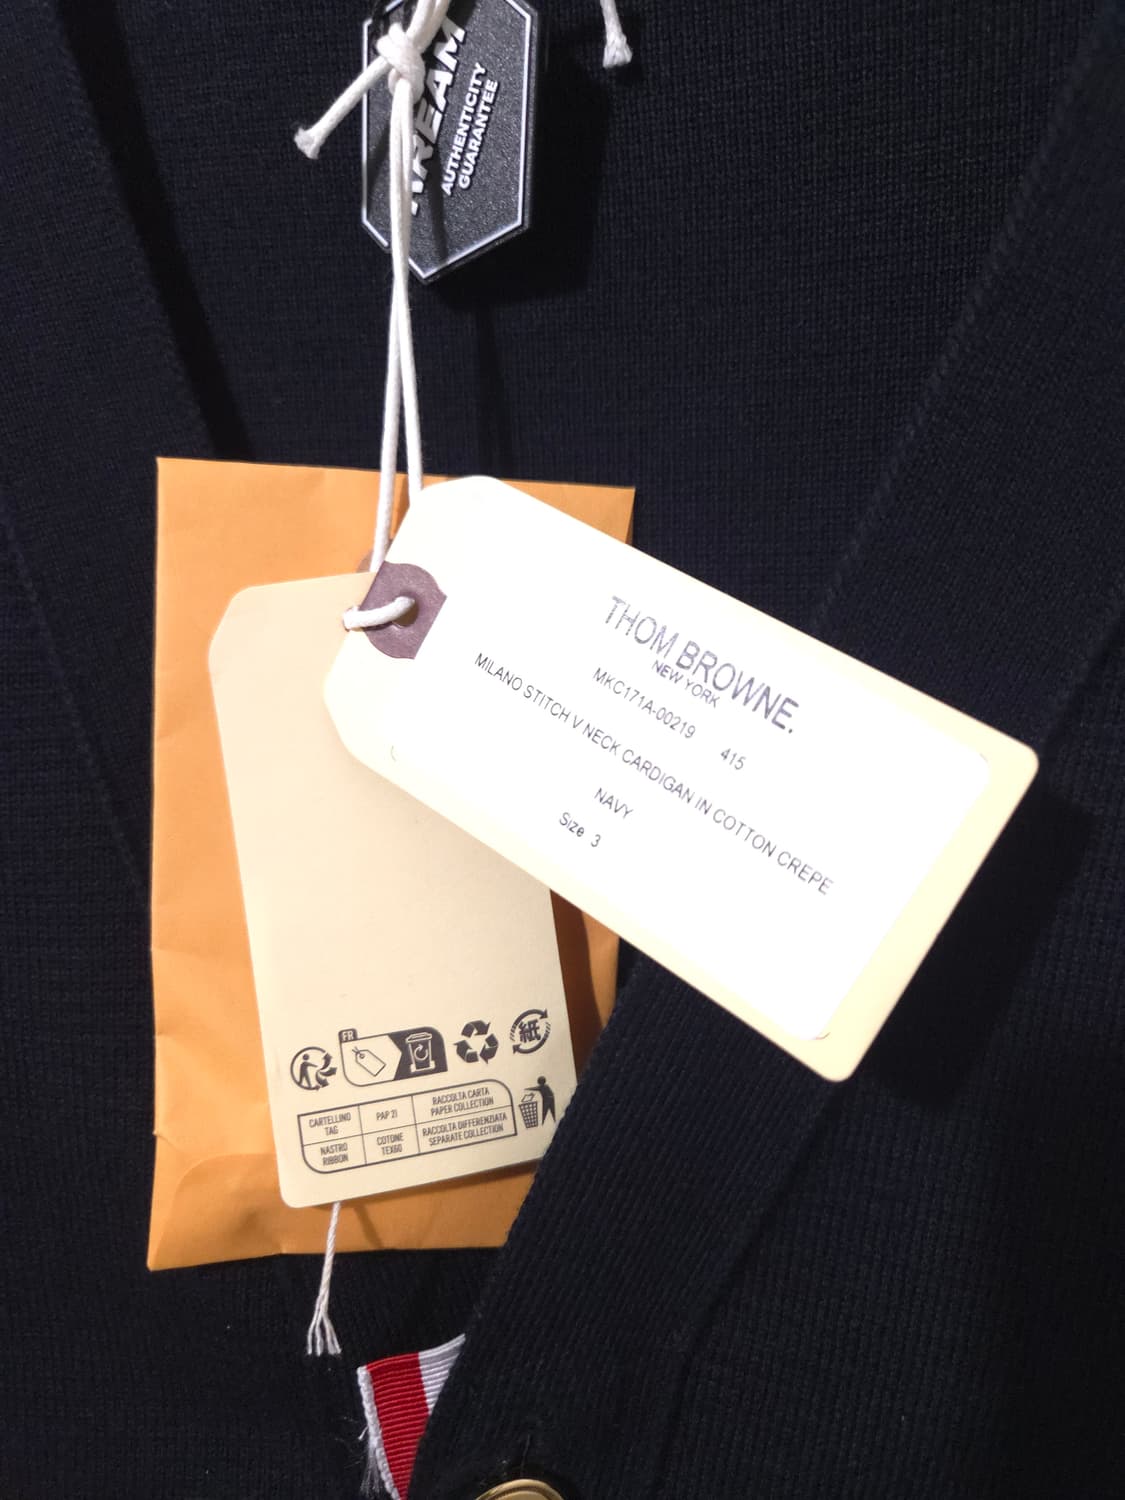 KREAM
AUTHENTICITY
GUARANTEE
THOM BROWNE.
NEW YORK
MKC171A-00219 415
MILANO STITCH V NECK CARDIGAN IN COTTON CREPE
NAVY
Size 3
FR
紙
CARTELLINO
TAG
PAP 21
RACCOLTA CARTA
PAPER COLLECTION
NASTRO
RIBBON
COTONE
TEX60
RACCOLTA DIFFERENZIATA
SEPARATE COLLECTION